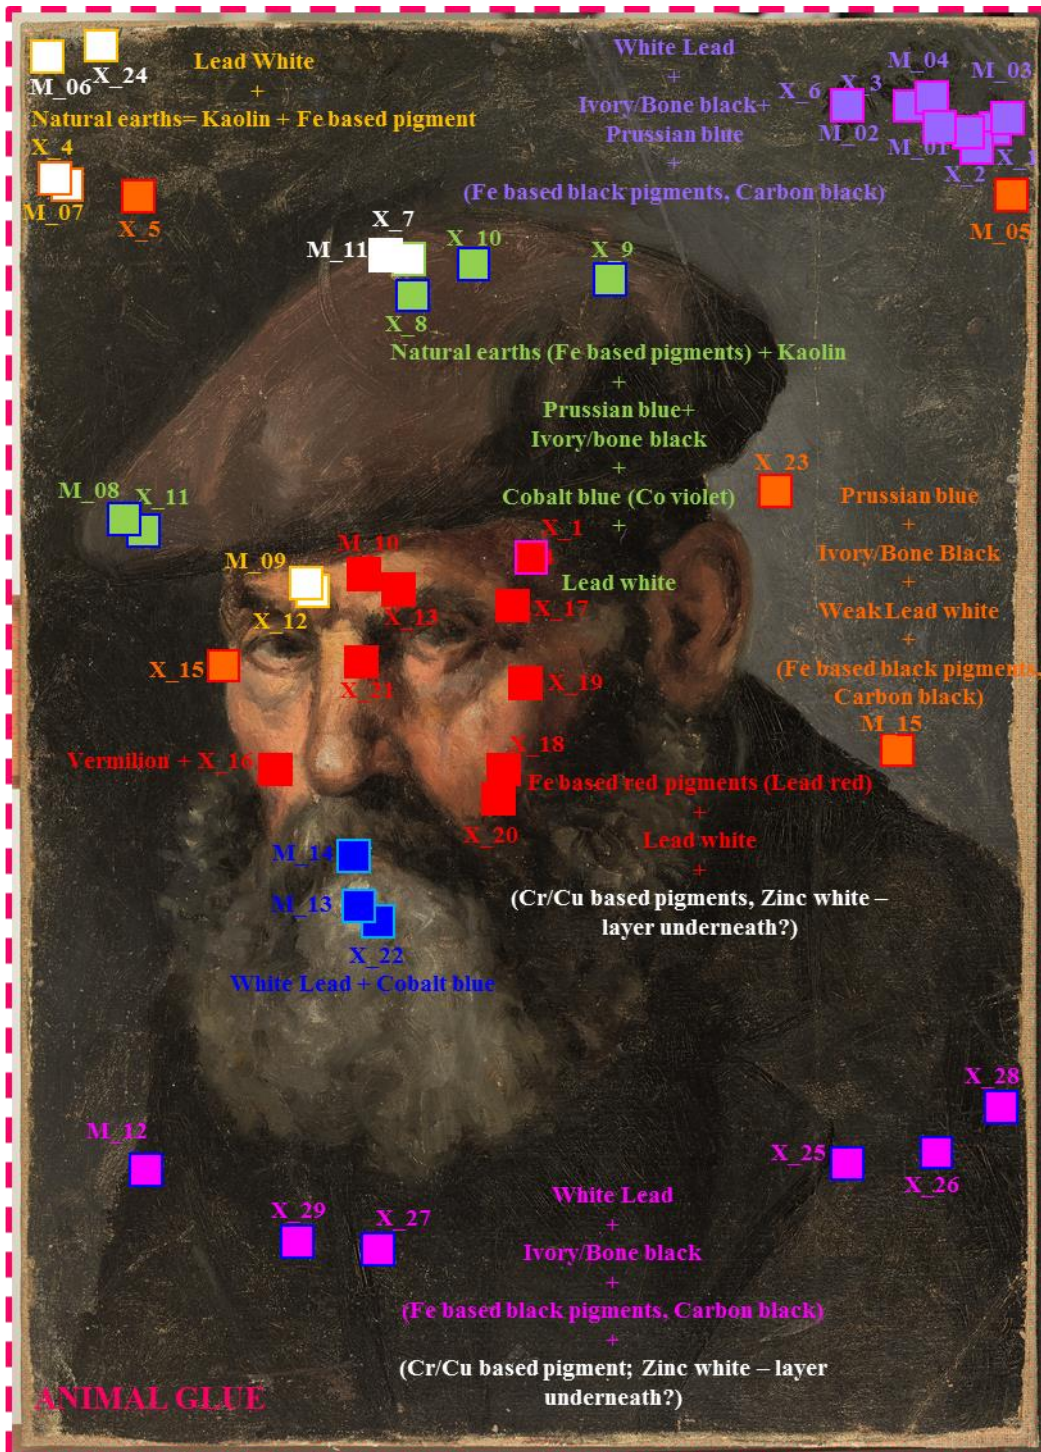 M_06
X_24
Lead White
+
Natural earths= Kaolin + Fe based pigment
X_4
M_07
X_5
White Lead
+
Ivory/Bone black+
Prussian blue
+
(Fe based black pigments, Carbon black)
X_6
X_3
M_04
M_03
M_02
M_01
X_2
X_1
M_05
X_7
M_11
X_10
X_9
X_8
Natural earths (Fe based pigments) + Kaolin
+
Prussian blue+
Ivory/bone black
+
Cobalt blue (Co violet)
+
Lead white
M_08
X_11
X_23
Prussian blue
+
Ivory/Bone Black
+
Weak Lead white
+
(Fe based black pigments,
Carbon black)
M_15
M_09
X_12
M_10
X_13
X_1
X_17
X_15
X_21
X_19
Vermilion + X_16
X_18
Fe based red pigments (Lead red)
+
Lead white
+
(Cr/Cu based pigments, Zinc white –
layer underneath?)
X_20
M_14
M_13
X_22
White Lead + Cobalt blue
X_28
M_12
X_25
X_26
X_29
X_27
White Lead
+
Ivory/Bone black
+
(Fe based black pigments, Carbon black)
+
(Cr/Cu based pigment; Zinc white – layer
underneath?)
ANIMAL GLUE